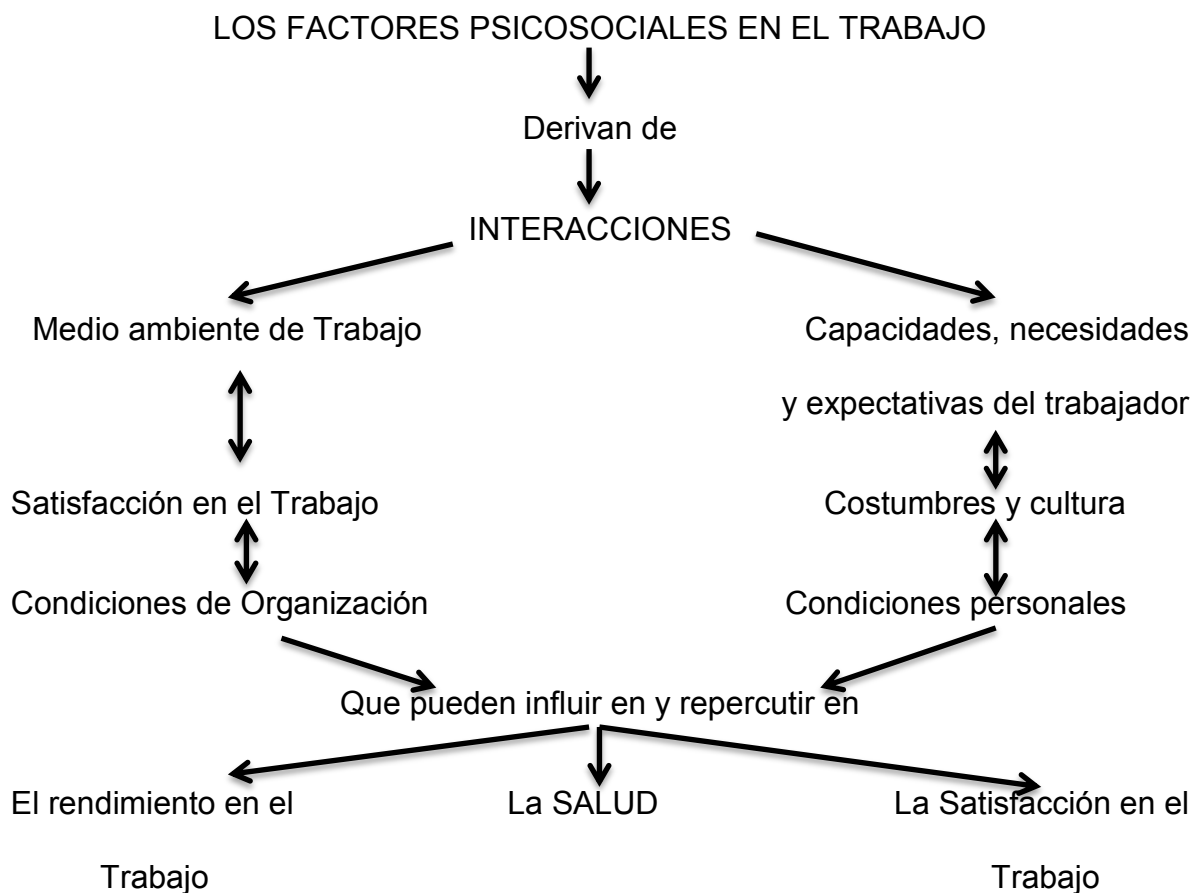 LOS FACTORES PSICOSOCIALES EN EL TRABAJO
Derivan de
INTERACCIONES
Medio ambiente de Trabajo
Capacidades, necesidades
y expectativas del trabajador
Satisfacción en el Trabajo
Costumbres y cultura
Condiciones de Organización
Condiciones personales
Que pueden influir en y repercutir en
El rendimiento en el
Trabajo
La SALUD
La Satisfacción en el
Trabajo